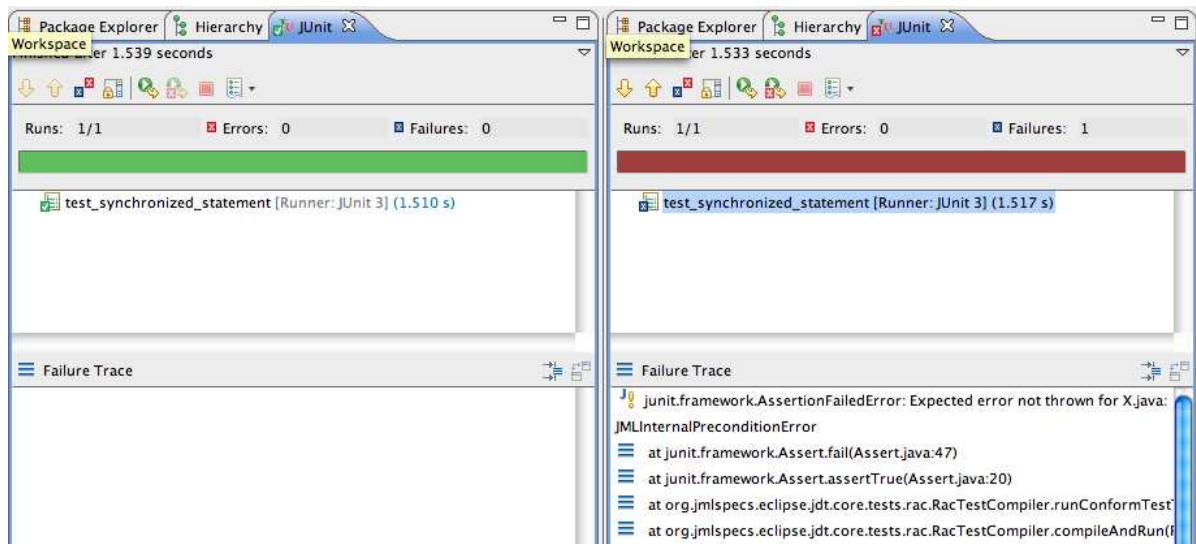 Package Explorer Hierarchy JUnit
Workspace
after 1.539 seconds
Runs: 1/1 Errors: 0 Failures: 0
test_synchronized_statement [Runner: JUnit 3] (1.510 s)
Failure Trace
Package Explorer Hierarchy JUnit
Workspace
after 1.533 seconds
Runs: 1/1 Errors: 0 Failures: 1
test_synchronized_statement [Runner: JUnit 3] (1.517 s)
Failure Trace
junit.framework.AssertionFailedError: Expected error not thrown for X.java:
JMLInternalPreconditionError
at junit.framework.Assert.fail(Assert.java:47)
at junit.framework.Assert.assertTrue(Assert.java:20)
at org.jmlspecs.eclipse.jdt.core.tests.rac.RacTestCompiler.runConformTest
at org.jmlspecs.eclipse.jdt.core.tests.rac.RacTestCompiler.compileAndRun(